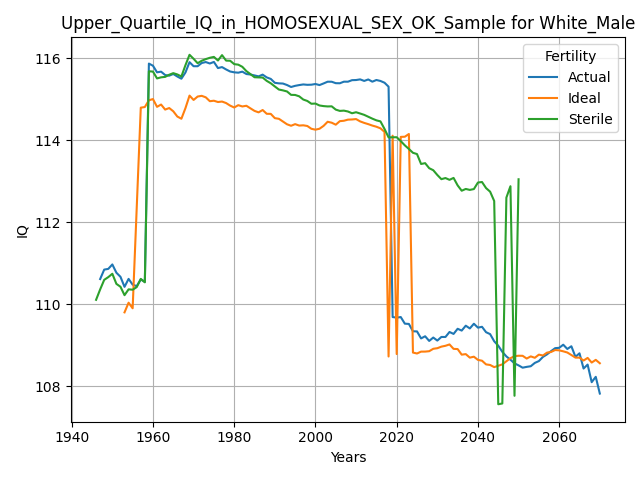 Upper_Quartile_IQ_in_HOMOSEXUAL_SEX_OK_Sample for White_Male
Fertility
Actual
Ideal
Sterile
116
114
112
110
108
IQ
1940
1960
1980
2000
2020
2040
2060
Years